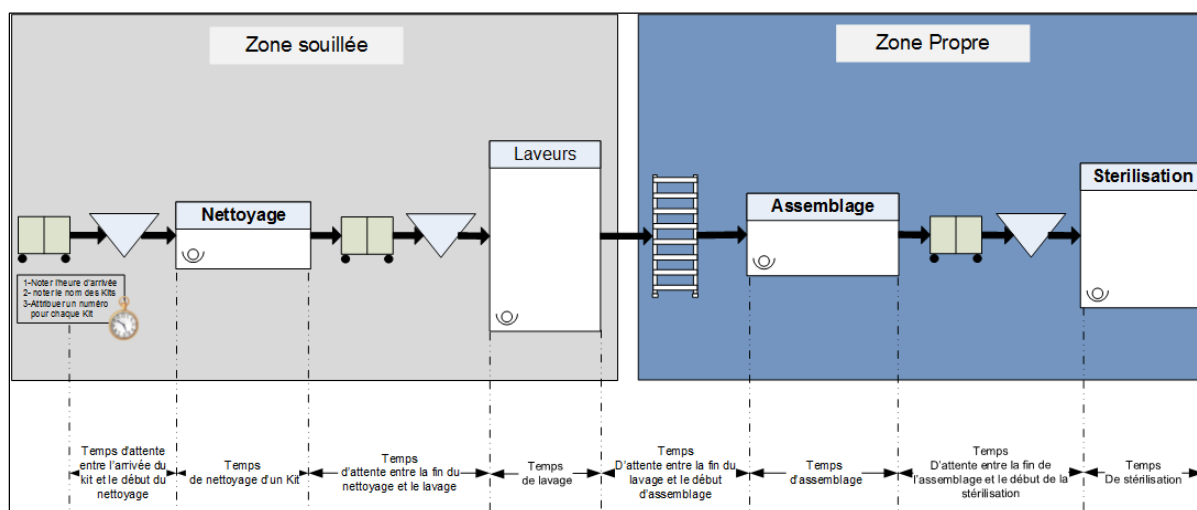 Zone souillée
Zone Propre
Laveurs
Sterilisation
Nettoyage
Assemblage
1-Noter l'heure d'arrivée
2- noter le nom des Kits
3-Attribuer un numéro
pour chaque Kit
Temps d'attente
entre l'arrivée du
kit et le début du
nettoyage
Temps
de nettoyage d'un Kit
Temps
d'attente entre la fin du
nettoyage et le lavage
Temps
de lavage
Temps
D'attente entre la fin du
lavage et le début
d'assemblage
Temps
d'assemblage
Temps
D'attente entre la fin de
l'assemblage et le début de la
stérilisation
Temps
De stérilisation